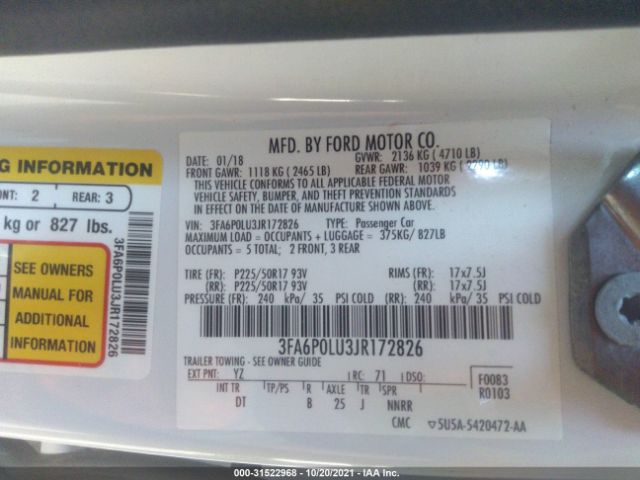 G INFORMATION
NT: 2 REAR: 3
kg or 827 lbs.
SEE OWNERS
MANUAL FOR
ADDITIONAL
INFORMATION
3FA6P0LU3JR172826
MFD. BY FORD MOTOR CO.
DATE: 01/18 GVWR: 2136 KG ( 4710 LB)
FRONT GAWR: 1118 KG ( 2465 LB) REAR GAWR: 1039 KG ( 2290 LB)
THIS VEHICLE CONFORMS TO ALL APPLICABLE FEDERAL MOTOR
VEHICLE SAFETY, BUMPER, AND THEFT PREVENTION STANDARDS
IN EFFECT ON THE DATE OF MANUFACTURE SHOWN ABOVE.
VIN: 3FA6P0LU3JR172826 TYPE: Passenger Car
MAXIMUM LOAD = OCCUPANTS + LUGGAGE = 375KG/ 827LB
OCCUPANTS = 5 TOTAL; 2 FRONT, 3 REAR
TIRE (FR): P225/50R17 93V RIMS (FR): 17x7.5J
(RR): P225/50R17 93V (RR): 17x7.5J
PRESSURE (FR): 240 kPa/ 35 PSI COLD (RR): 240 kPa/ 35 PSI COLD
3FA6P0LU3JR172826
TRAILER TOWING - SEE OWNER GUIDE
EXT PNT: YZ RC: 71 DSO: F0083
INT TR TP/PS R AXLE TR SPR R0103
DT B 25 J NNRR
CMC 5U5A-5420472-AA
000-31522968 - 10/20/2021 - IAA Inc.